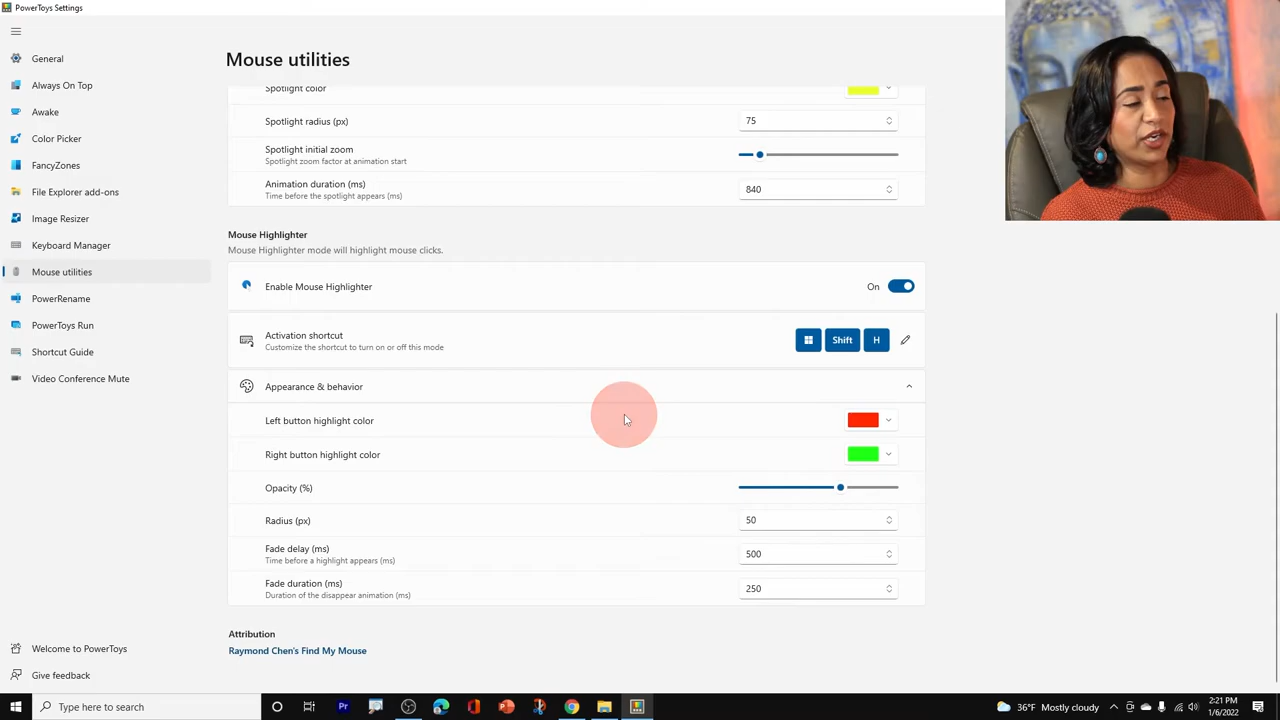 PowerToys Settings
General
Always On Top
Awake
Color Picker
FancyZones
File Explorer add-ons
Image Resizer
Keyboard Manager
Mouse utilities
PowerRename
PowerToys Run
Shortcut Guide
Video Conference Mute
Welcome to PowerToys
Give feedback
Mouse utilities
Spotlight color
Spotlight radius (px)
75
Spotlight initial zoom
Spotlight zoom factor at animation start
Animation duration (ms)
Time before the spotlight appears (ms)
840
Mouse Highlighter
Mouse Highlighter mode will highlight mouse clicks.
Enable Mouse Highlighter
On
Activation shortcut
Customize the shortcut to turn on or off this mode
Shift
H
Appearance & behavior
Left button highlight color
Right button highlight color
Opacity (%)
Radius (px)
50
Fade delay (ms)
Time before a highlight appears (ms)
500
Fade duration (ms)
Duration of the disappear animation (ms)
250
Attribution
Raymond Chen's Find My Mouse
Type here to search
Pr
36°F Mostly cloudy
2:21 PM
1/6/2022